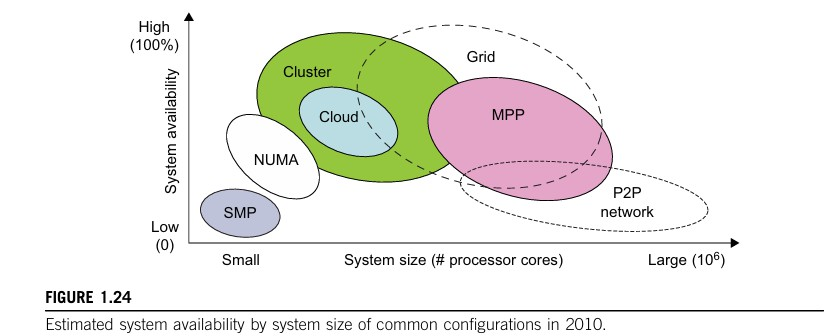 High
(100%)
System availability
Low
(0)
Cluster
Cloud
Grid
MPP
NUMA
SMP
P2P
network
Small
System size (# processor cores)
Large (10⁶)
FIGURE 1.24
Estimated system availability by system size of common configurations in 2010.